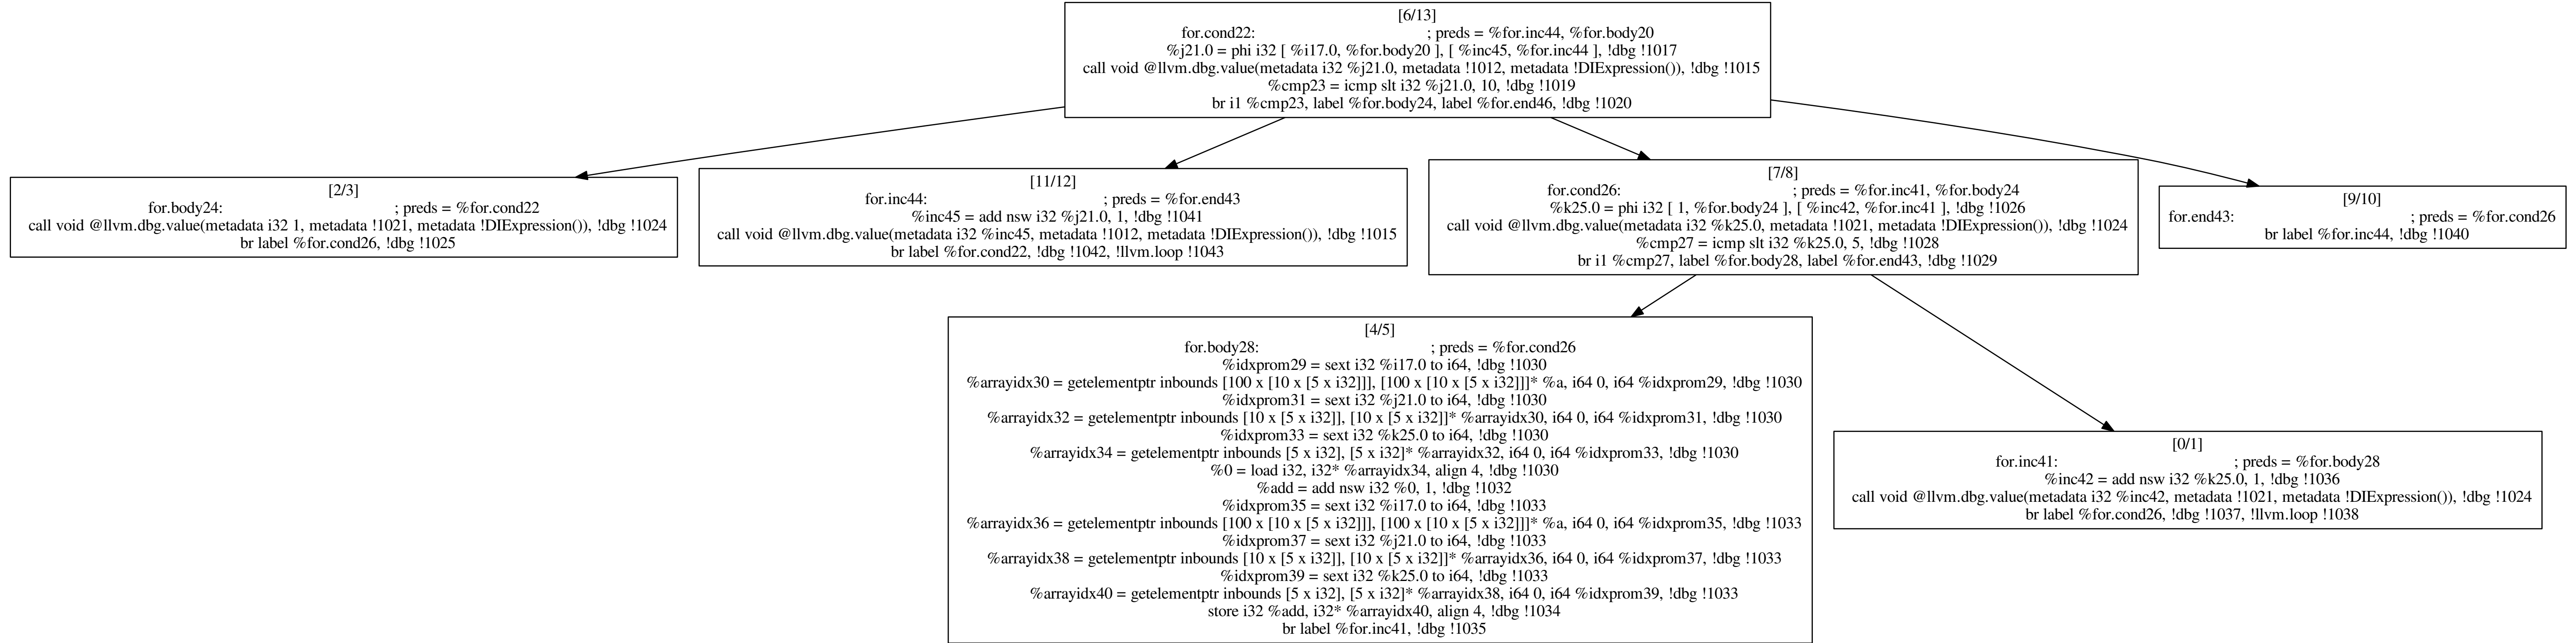 [6/13]
for.cond22: ; preds = %for.inc44, %for.body20
%j21.0 = phi i32 [ %i17.0, %for.body20 ], [ %inc45, %for.inc44 ], !dbg !1017
call void @llvm.dbg.value(metadata i32 %j21.0, metadata !1012, metadata !DIExpression()), !dbg !1015
%cmp23 = icmp slt i32 %j21.0, 10, !dbg !1019
br i1 %cmp23, label %for.body24, label %for.end46, !dbg !1020
[2/3]
for.body24: ; preds = %for.cond22
call void @llvm.dbg.value(metadata i32 1, metadata !1021, metadata !DIExpression()), !dbg !1024
br label %for.cond26, !dbg !1025
[11/12]
for.inc44: ; preds = %for.end43
%inc45 = add nsw i32 %j21.0, 1, !dbg !1041
call void @llvm.dbg.value(metadata i32 %inc45, metadata !1012, metadata !DIExpression()), !dbg !1015
br label %for.cond22, !dbg !1042, !llvm.loop !1043
[7/8]
for.cond26: ; preds = %for.inc41, %for.body24
%k25.0 = phi i32 [ 1, %for.body24 ], [ %inc42, %for.inc41 ], !dbg !1026
call void @llvm.dbg.value(metadata i32 %k25.0, metadata !1021, metadata !DIExpression()), !dbg !1024
%cmp27 = icmp slt i32 %k25.0, 5, !dbg !1028
br i1 %cmp27, label %for.body28, label %for.end43, !dbg !1029
[9/10]
for.end43: ; preds = %for.cond26
br label %for.inc44, !dbg !1040
[4/5]
for.body28: ; preds = %for.cond26
%idxprom29 = sext i32 %i17.0 to i64, !dbg !1030
%arrayidx30 = getelementptr inbounds [100 x [10 x [5 x i32]]], [100 x [10 x [5 x i32]]]* %a, i64 0, i64 %idxprom29, !dbg !1030
%idxprom31 = sext i32 %j21.0 to i64, !dbg !1030
%arrayidx32 = getelementptr inbounds [10 x [5 x i32]], [10 x [5 x i32]]* %arrayidx30, i64 0, i64 %idxprom31, !dbg !1030
%idxprom33 = sext i32 %k25.0 to i64, !dbg !1030
%arrayidx34 = getelementptr inbounds [5 x i32], [5 x i32]* %arrayidx32, i64 0, i64 %idxprom33, !dbg !1030
%0 = load i32, i32* %arrayidx34, align 4, !dbg !1030
%add = add nsw i32 %0, 1, !dbg !1032
%idxprom35 = sext i32 %i17.0 to i64, !dbg !1033
%arrayidx36 = getelementptr inbounds [100 x [10 x [5 x i32]]], [100 x [10 x [5 x i32]]]* %a, i64 0, i64 %idxprom35, !dbg !1033
%idxprom37 = sext i32 %j21.0 to i64, !dbg !1033
%arrayidx38 = getelementptr inbounds [10 x [5 x i32]], [10 x [5 x i32]]* %arrayidx36, i64 0, i64 %idxprom37, !dbg !1033
%idxprom39 = sext i32 %k25.0 to i64, !dbg !1033
%arrayidx40 = getelementptr inbounds [5 x i32], [5 x i32]* %arrayidx38, i64 0, i64 %idxprom39, !dbg !1033
store i32 %add, i32* %arrayidx40, align 4, !dbg !1034
br label %for.inc41, !dbg !1035
[0/1]
for.inc41: ; preds = %for.body28
%inc42 = add nsw i32 %k25.0, 1, !dbg !1036
call void @llvm.dbg.value(metadata i32 %inc42, metadata !1021, metadata !DIExpression()), !dbg !1024
br label %for.cond26, !dbg !1037, !llvm.loop !1038